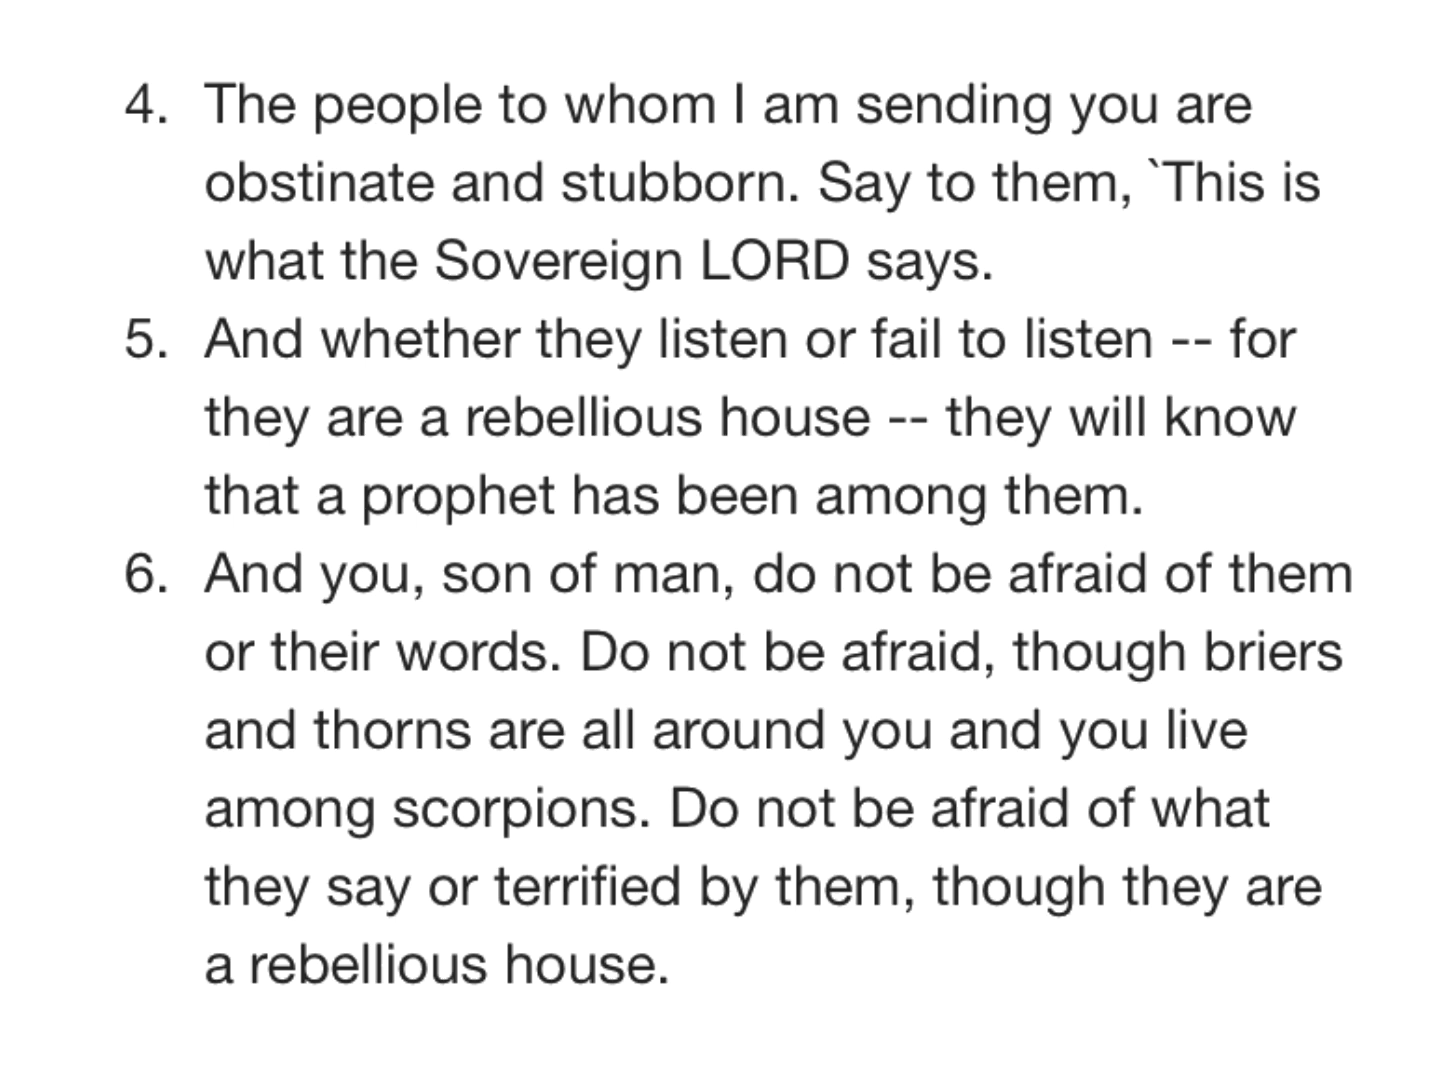 4. The people to whom I am sending you are
obstinate and stubborn. Say to them, `This is
what the Sovereign LORD says.
5. And whether they listen or fail to listen -- for
they are a rebellious house -- they will know
that a prophet has been among them.
6. And you, son of man, do not be afraid of them
or their words. Do not be afraid, though briers
and thorns are all around you and you live
among scorpions. Do not be afraid of what
they say or terrified by them, though they are
a rebellious house.